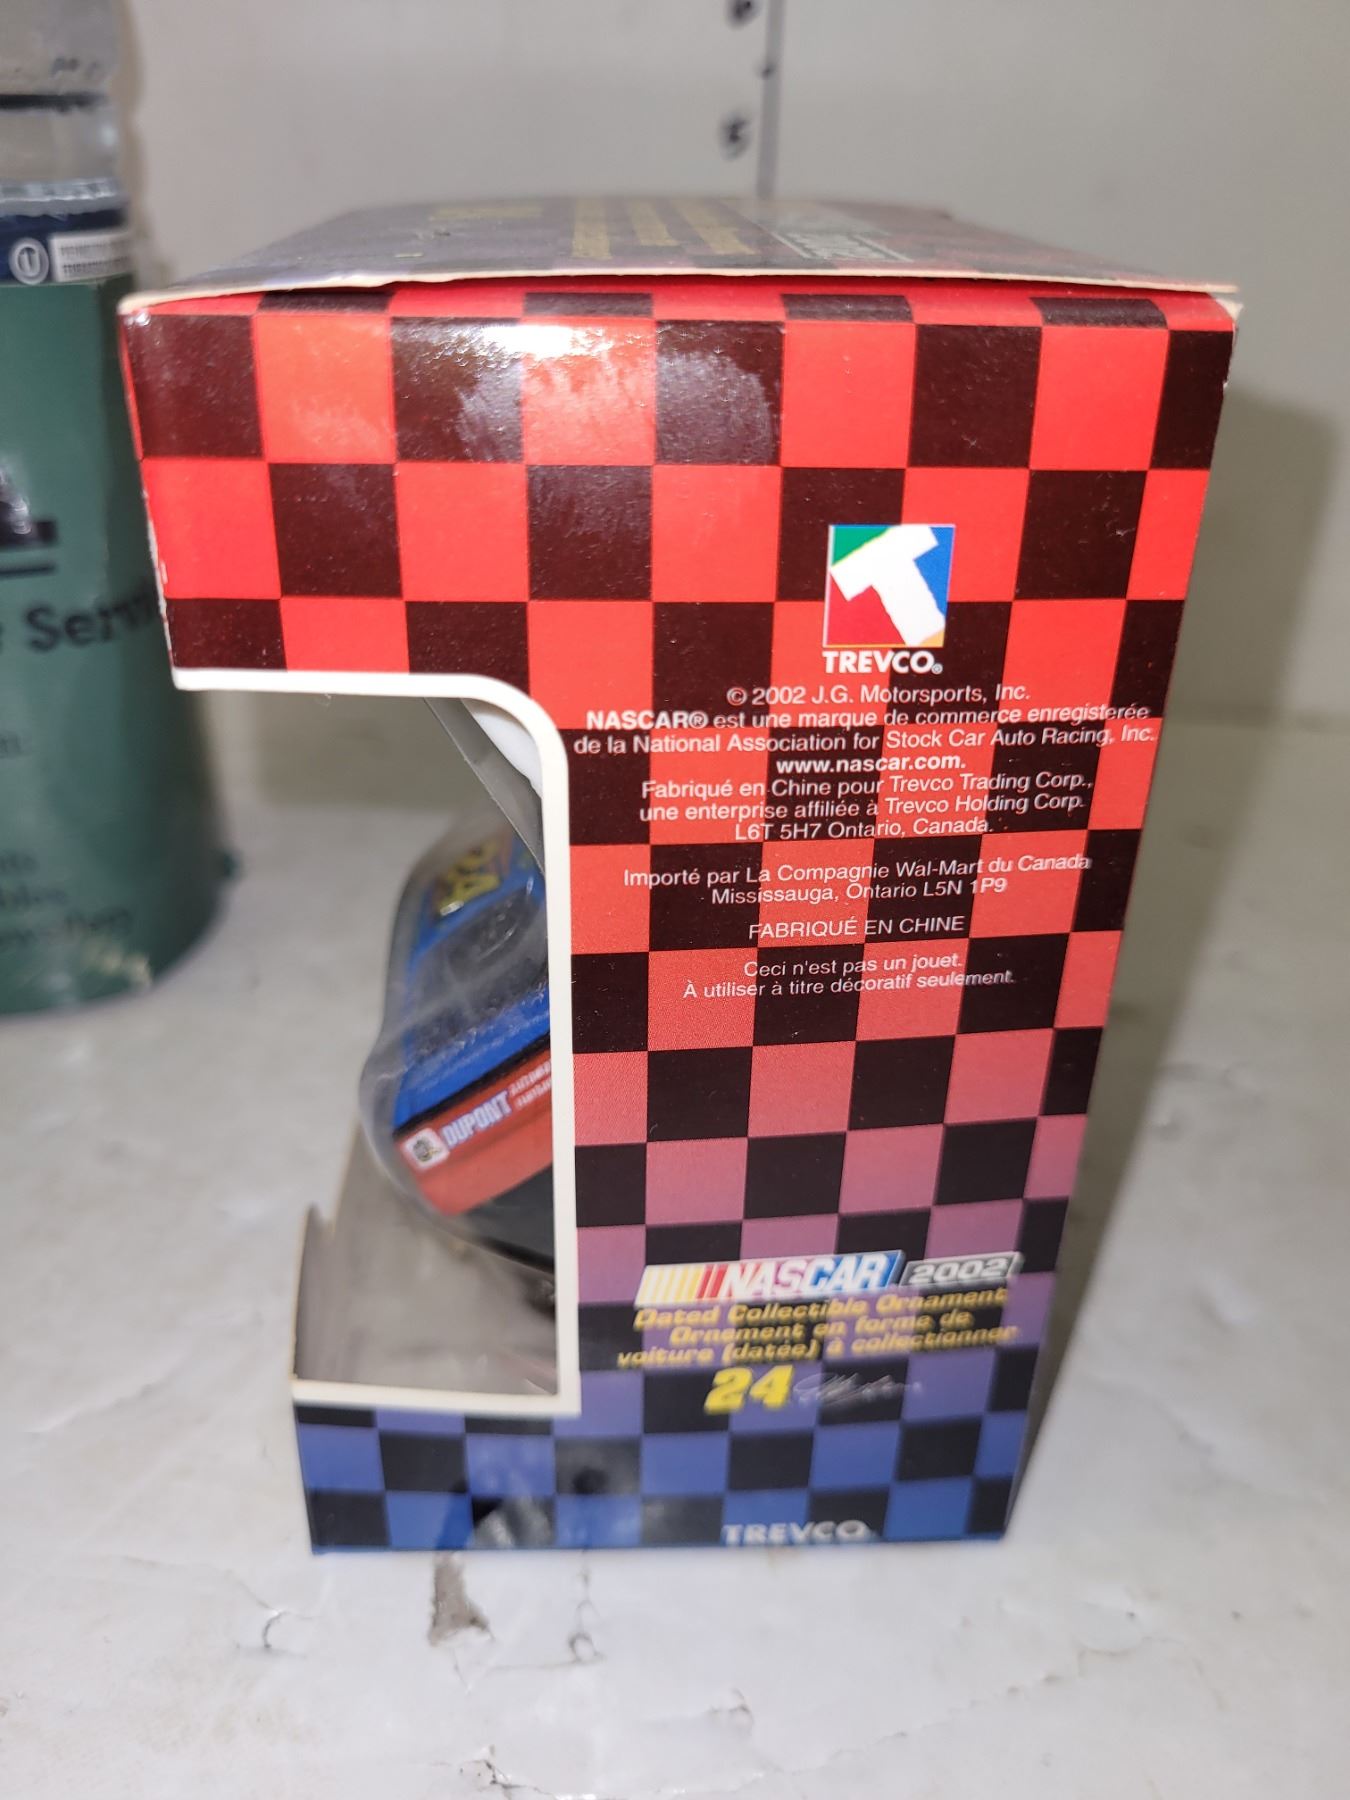 TREVCO®
© 2002 J.G. Motorsports, Inc.
NASCAR® est une marque de commerce enregisterée
de la National Association for Stock Car Auto Racing, Inc.
www.nascar.com.
Fabriqué en Chine pour Trevco Trading Corp.,
une enterprise affiliée à Trevco Holding Corp.
L6T 5H7 Ontario, Canada.
Importé par La Compagnie Wal-Mart du Canada
Mississauga, Ontario L5N 1P9
FABRIQUÉ EN CHINE
Ceci n'est pas un jouet.
À utiliser à titre décoratif seulement.
DUPONT
NASCAR 2002
Dated Collectible Ornament
Ornement en forme de
voiture (datée) à collectionner
24
TREVCO